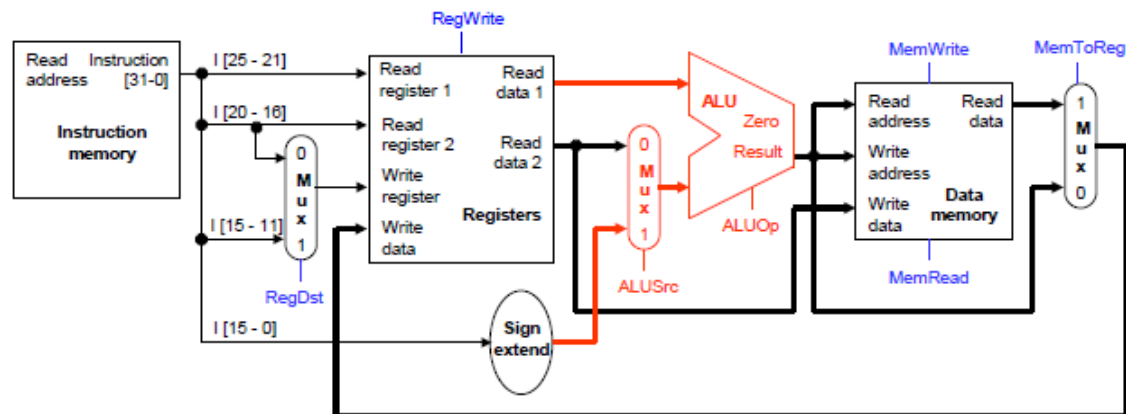 RegWrite
Read Instruction
address [31-0]
Instruction
memory
I [25 - 21]
I [20 - 16]
I [15 - 11]
I [15 - 0]
0
M
u
x
1
RegDst
Read
register 1
Read
data 1
Read
register 2
Read
data 2
Write
register
Registers
Write
data
Sign
extend
0
M
u
x
1
ALUSrc
ALU
Zero
Result
ALUOp
MemWrite
Read
address
Read
data
Write
address
Write
data
Data
memory
MemRead
MemToReg
1
M
u
x
0